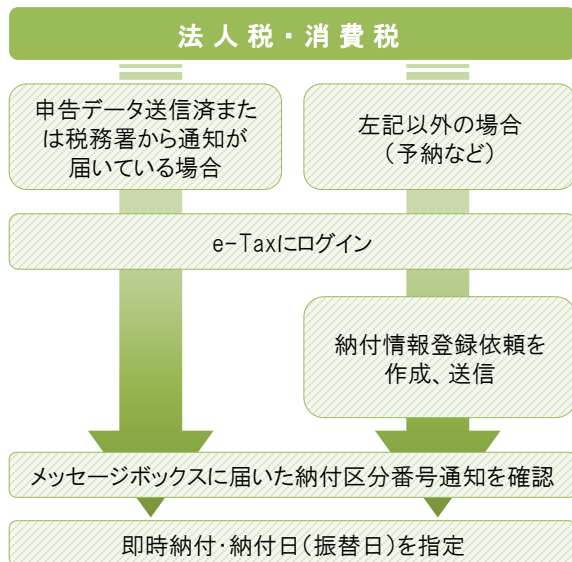 法人税・消費税
申告データ送信済また
は税務署から通知が
届いている場合
左記以外の場合
（予納など）
e-Taxにログイン
納付情報登録依頼を
作成、送信
メッセージボックスに届いた納付区分番号通知を確認
即時納付・納付日（振替日）を指定